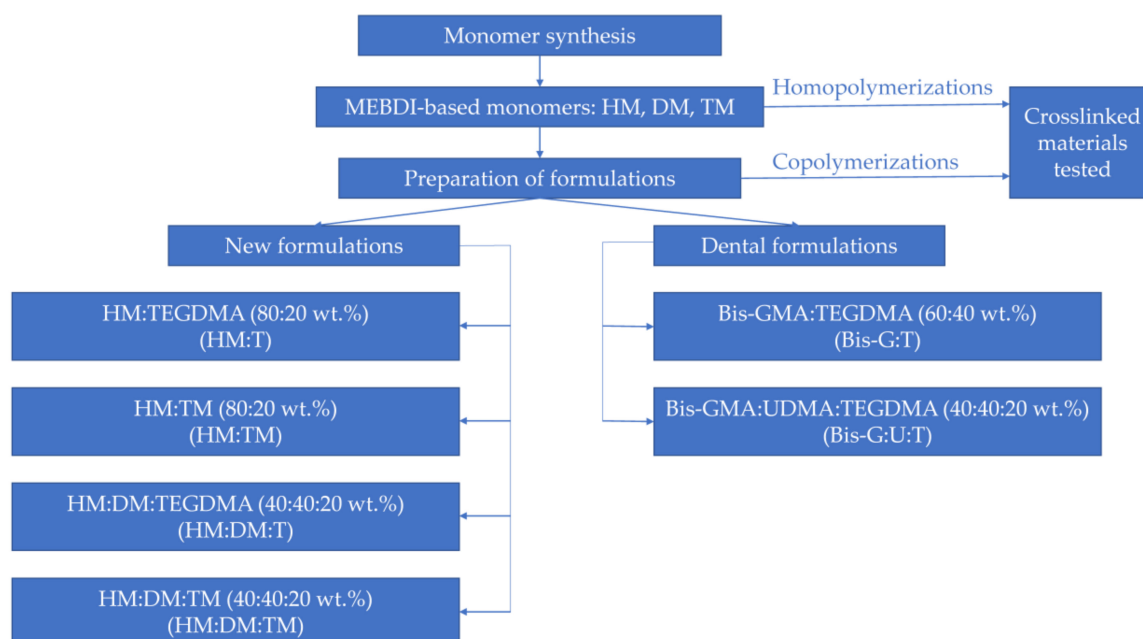 Monomer synthesis
MEBDI-based monomers: HM, DM, TM
Homopolymerizations
Crosslinked
materials
tested
Preparation of formulations
Copolymerizations
New formulations
Dental formulations
HM:TEGDMA (80:20 wt.%)
(HM:T)
HM:TM (80:20 wt.%)
(HM:TM)
HM:DM:TEGDMA (40:40:20 wt.%)
(HM:DM:T)
HM:DM:TM (40:40:20 wt.%)
(HM:DM:TM)
Bis-GMA:TEGDMA (60:40 wt.%)
(Bis-G:T)
Bis-GMA:UDMA:TEGDMA (40:40:20 wt.%)
(Bis-G:U:T)